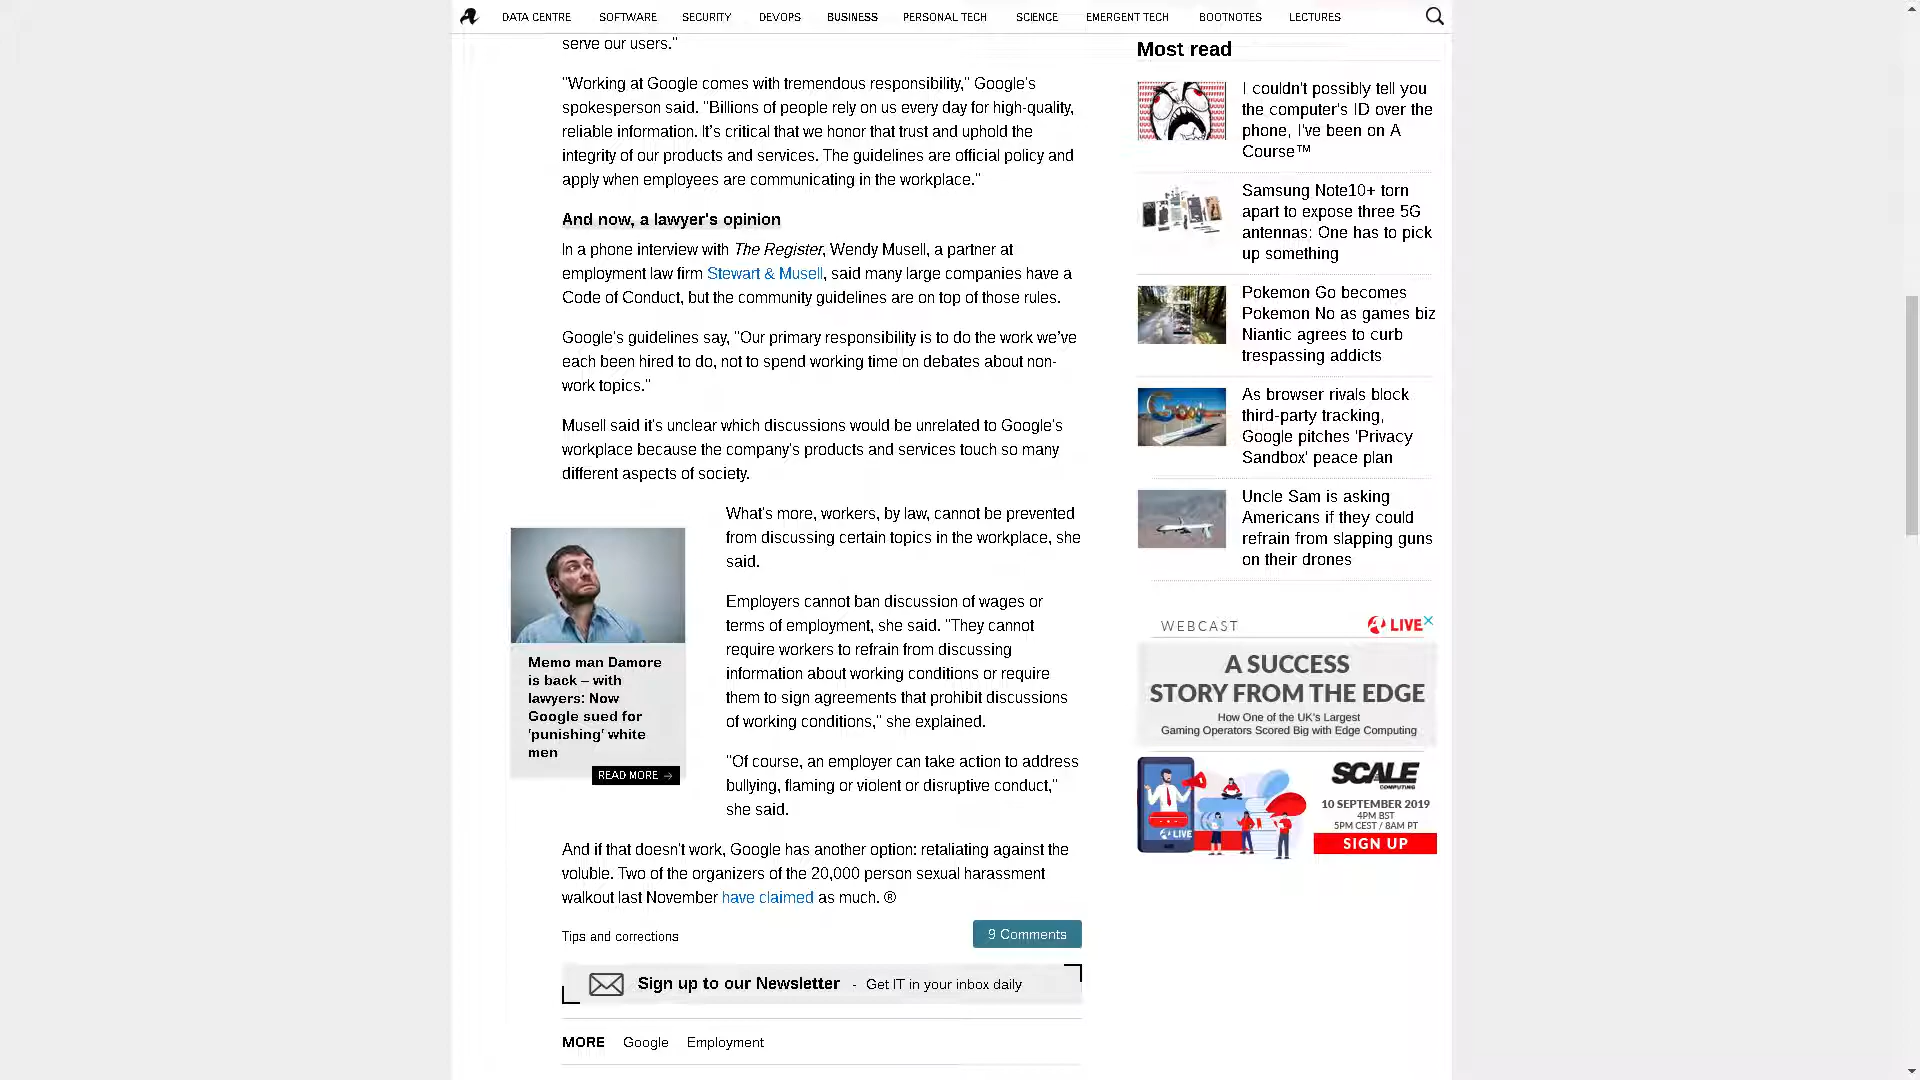 DATA CENTRE SOFTWARE SECURITY DEVOPS BUSINESS PERSONAL TECH SCIENCE EMERGENT TECH BOOTNOTES LECTURES
serve our users."
"Working at Google comes with tremendous responsibility," Google's
spokesperson said. "Billions of people rely on us every day for high-quality,
reliable information. It's critical that we honor that trust and uphold the
integrity of our products and services. The guidelines are official policy and
apply when employees are communicating in the workplace."
And now, a lawyer's opinion
In a phone interview with The Register, Wendy Musell, a partner at
employment law firm Stewart & Musell, said many large companies have a
Code of Conduct, but the community guidelines are on top of those rules.
Google's guidelines say, "Our primary responsibility is to do the work we've
each been hired to do, not to spend working time on debates about non-
work topics."
Musell said it's unclear which discussions would be unrelated to Google's
workplace because the company's products and services touch so many
different aspects of society.
What's more, workers, by law, cannot be prevented
from discussing certain topics in the workplace, she
said.
Employers cannot ban discussion of wages or
terms of employment, she said. "They cannot
require workers to refrain from discussing
information about working conditions or require
them to sign agreements that prohibit discussions
of working conditions," she explained.
"Of course, an employer can take action to address
bullying, flaming or violent or disruptive conduct,"
she said.
Memo man Damore
is back – with
lawyers: Now
Google sued for
'punishing' white
men
READ MORE →
And if that doesn't work, Google has another option: retaliating against the
voluble. Two of the organizers of the 20,000 person sexual harassment
walkout last November have claimed as much. ®
Tips and corrections
9 Comments
Sign up to our Newsletter - Get IT in your inbox daily
MORE Google Employment
Most read
I couldn't possibly tell you
the computer's ID over the
phone, I've been on A
Course™
Samsung Note10+ torn
apart to expose three 5G
antennas: One has to pick
up something
Pokemon Go becomes
Pokemon No as games biz
Niantic agrees to curb
trespassing addicts
As browser rivals block
third-party tracking,
Google pitches 'Privacy
Sandbox' peace plan
Uncle Sam is asking
Americans if they could
refrain from slapping guns
on their drones
WEBCAST LIVE
A SUCCESS
STORY FROM THE EDGE
How One of the UK's Largest
Gaming Operators Scored Big with Edge Computing
LIVE
SCALE
COMPUTING
10 SEPTEMBER 2019
4PM BST
5PM CEST / 8AM PT
SIGN UP